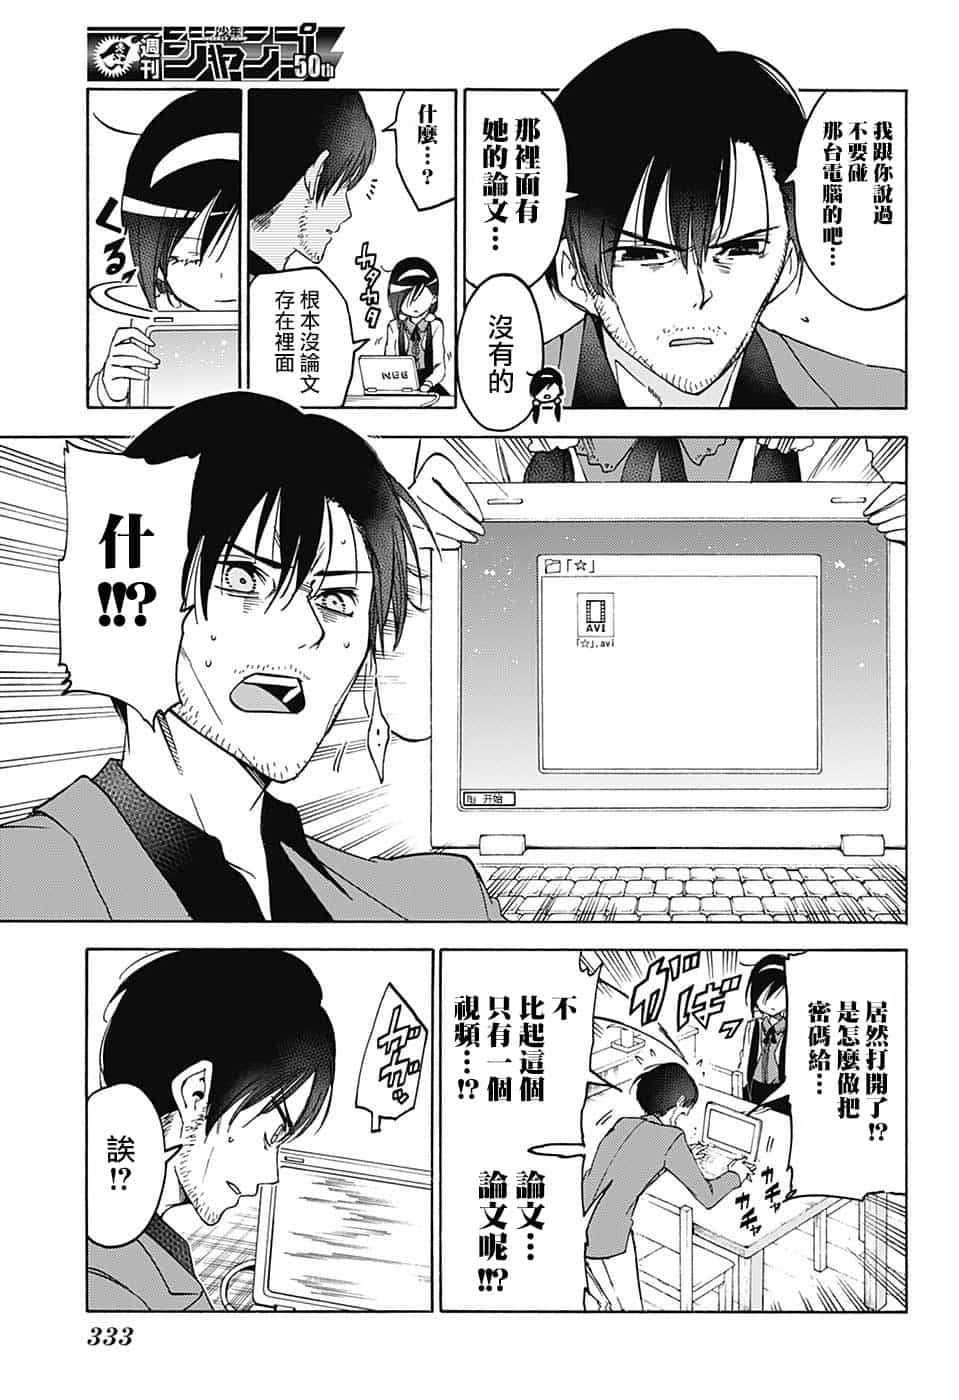 週刊
少年
ジャンプ
50th
我跟你說過
不要碰
那台電腦的吧…
那裡面有
她的論文…
沒有的
什麼…?
カタカタ
NEC
根本沒論文
存在裡面
くる
「☆」
AVI
「☆」.avi
开始
什!!?
居然打開了!?
是怎麼做把
密碼給…
がばっ
不
比起這個
只有一個
視頻…!?
論文…
論文呢!!?
カチャ
カチャ
誒!?
333